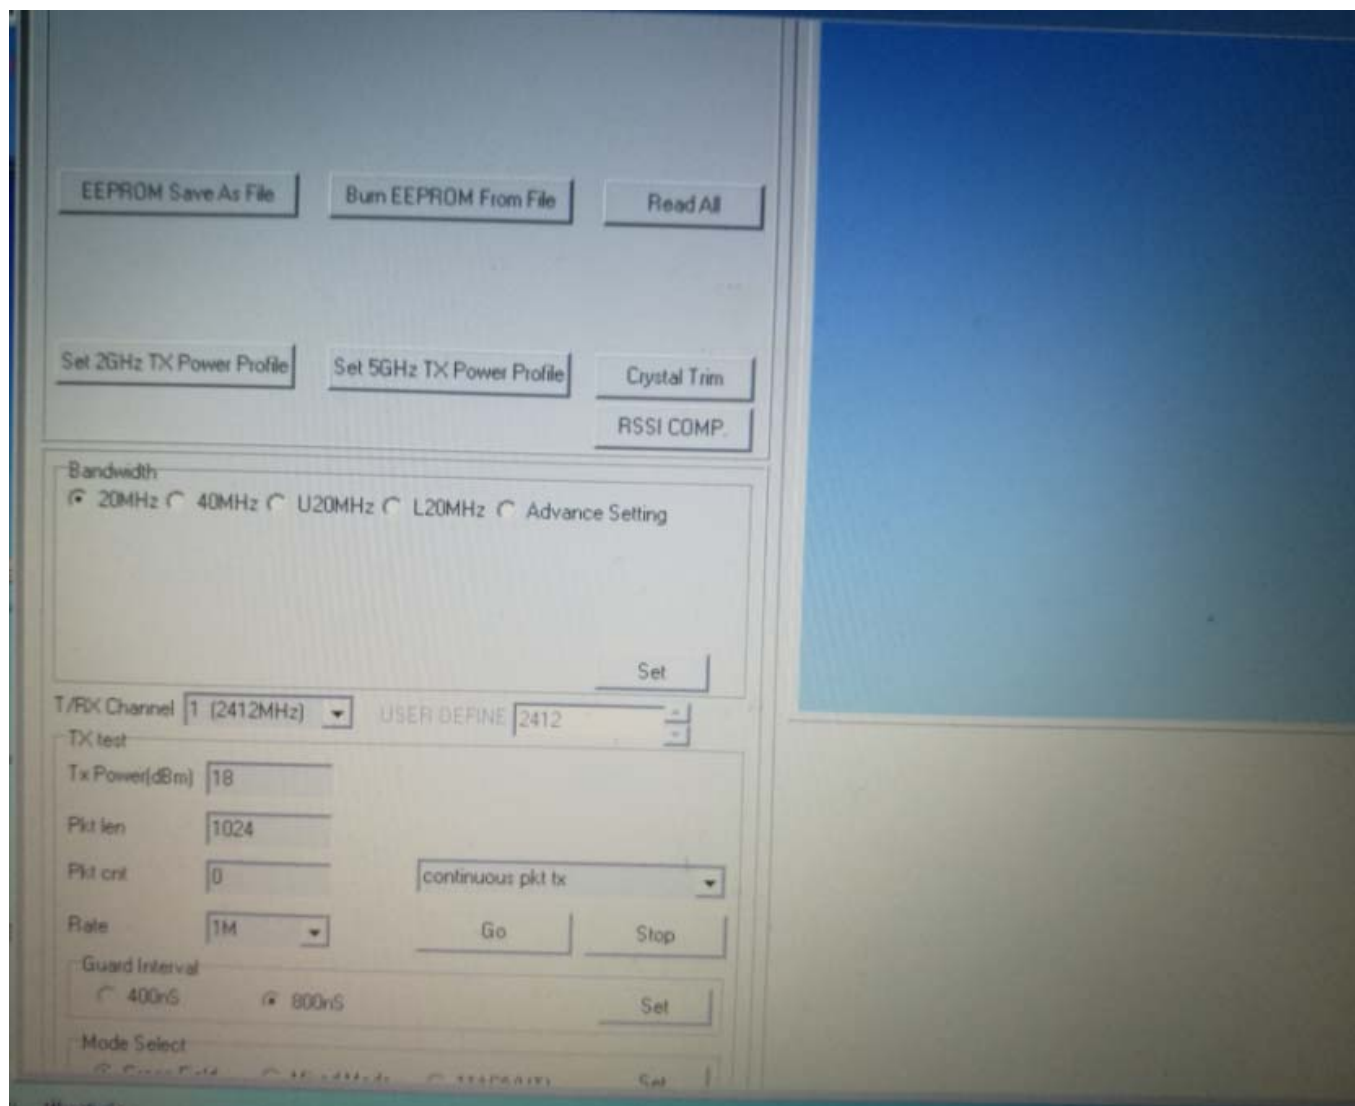 EEPROM Save As File
Burn EEPROM From File
Read All
Set 2GHz TX Power Profile
Set 5GHz TX Power Profile
Crystal Trim
RSSI COMP.
Bandwidth
20MHz 40MHz U20MHz L20MHz Advance Setting
Set
T/RX Channel 1 (2412MHz) USER DEFINE 2412
TX test
Tx Power(dBm) 18
Pkt len 1024
Pkt cnt 0 continuous pkt tx
Rate 1M Go Stop
Guard Interval
400nS 800nS Set
Mode Select
Set